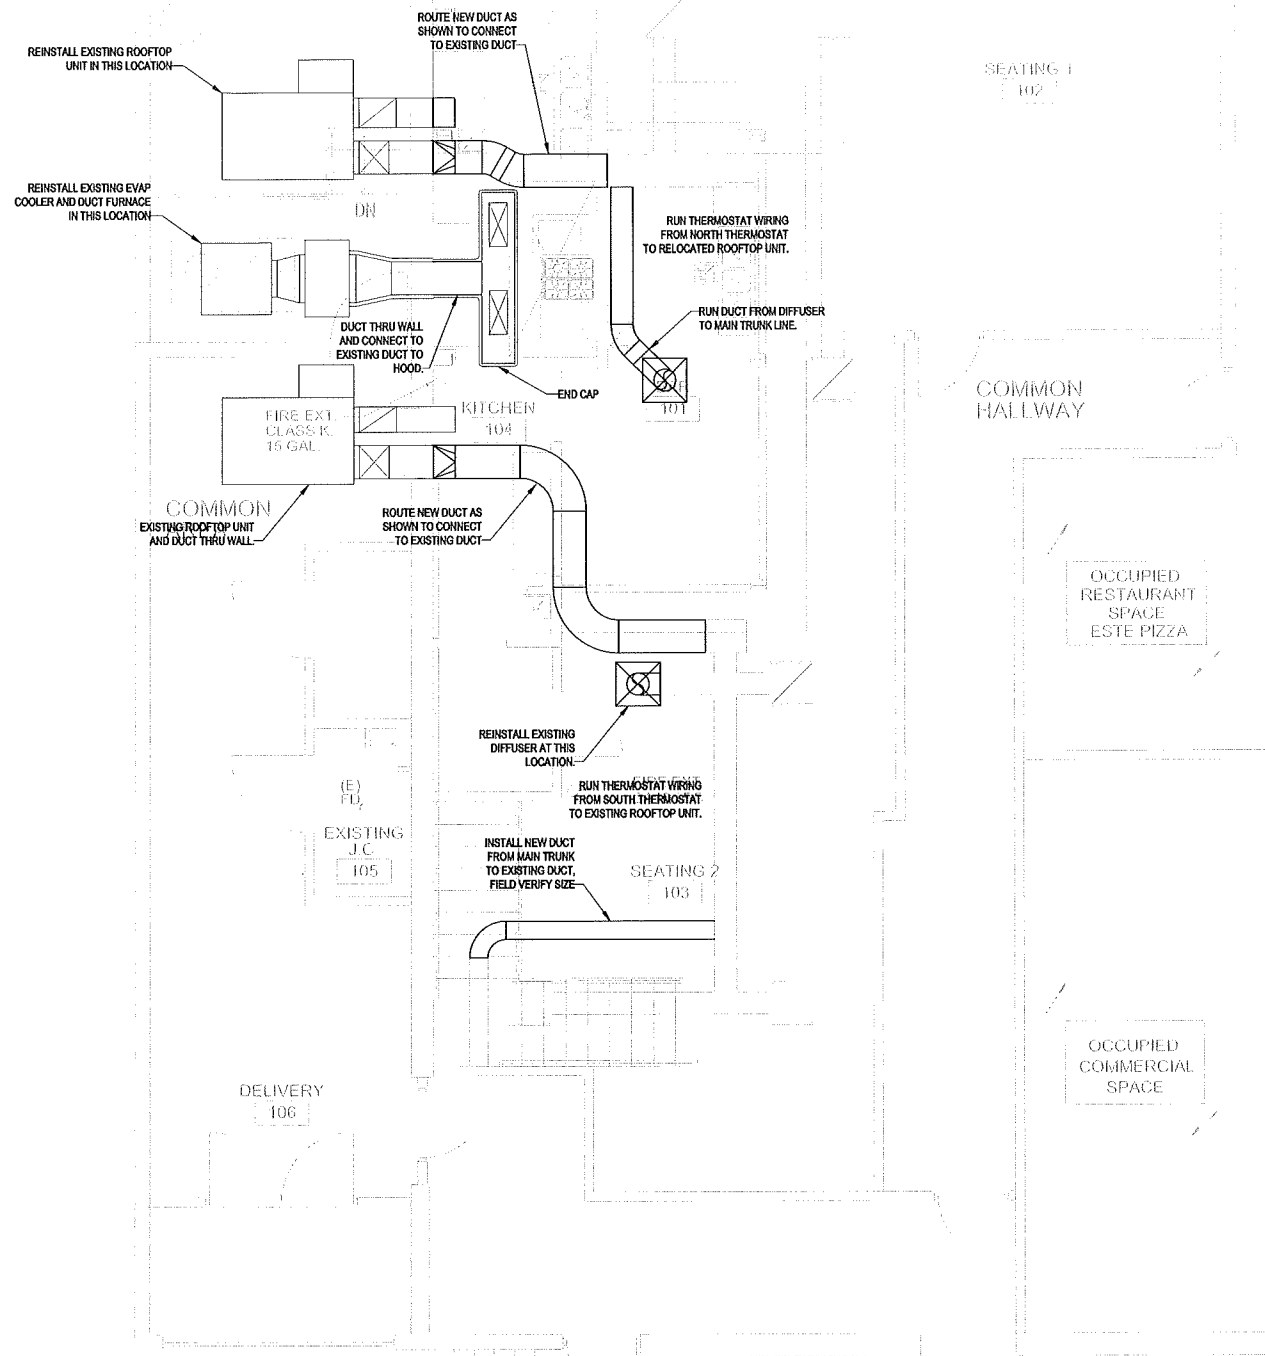 ROUTE NEW DUCT AS
SHOWN TO CONNECT
TO EXISTING DUCT
REINSTALL EXISTING ROOFTOP
UNIT IN THIS LOCATION
SEATING 1
102
REINSTALL EXISTING EVAP
COOLER AND DUCT FURNACE
IN THIS LOCATION
DN
RUN THERMOSTAT WIRING
FROM NORTH THERMOSTAT
TO RELOCATED ROOFTOP UNIT.
RUN DUCT FROM DIFFUSER
TO MAIN TRUNK LINE.
DUCT THRU WALL
AND CONNECT TO
EXISTING DUCT TO
HOOD.
END CAP
101
COMMON
HALLWAY
KITCHEN
104
FIRE EXT.
CLASS K.
15 GAL.
COMMON
EXISTING ROOFTOP UNIT
AND DUCT THRU WALL.
ROUTE NEW DUCT AS
SHOWN TO CONNECT
TO EXISTING DUCT
OCCUPIED
RESTAURANT
SPACE
ESTE PIZZA
REINSTALL EXISTING
DIFFUSER AT THIS
LOCATION.
FIRE EXT.
RUN THERMOSTAT WIRING
FROM SOUTH THERMOSTAT
TO EXISTING ROOFTOP UNIT.
(E)
FD,
EXISTING
J.C
105
INSTALL NEW DUCT
FROM MAIN TRUNK
TO EXISTING DUCT,
FIELD VERIFY SIZE
SEATING 2
103
OCCUPIED
COMMERCIAL
SPACE
DELIVERY
106